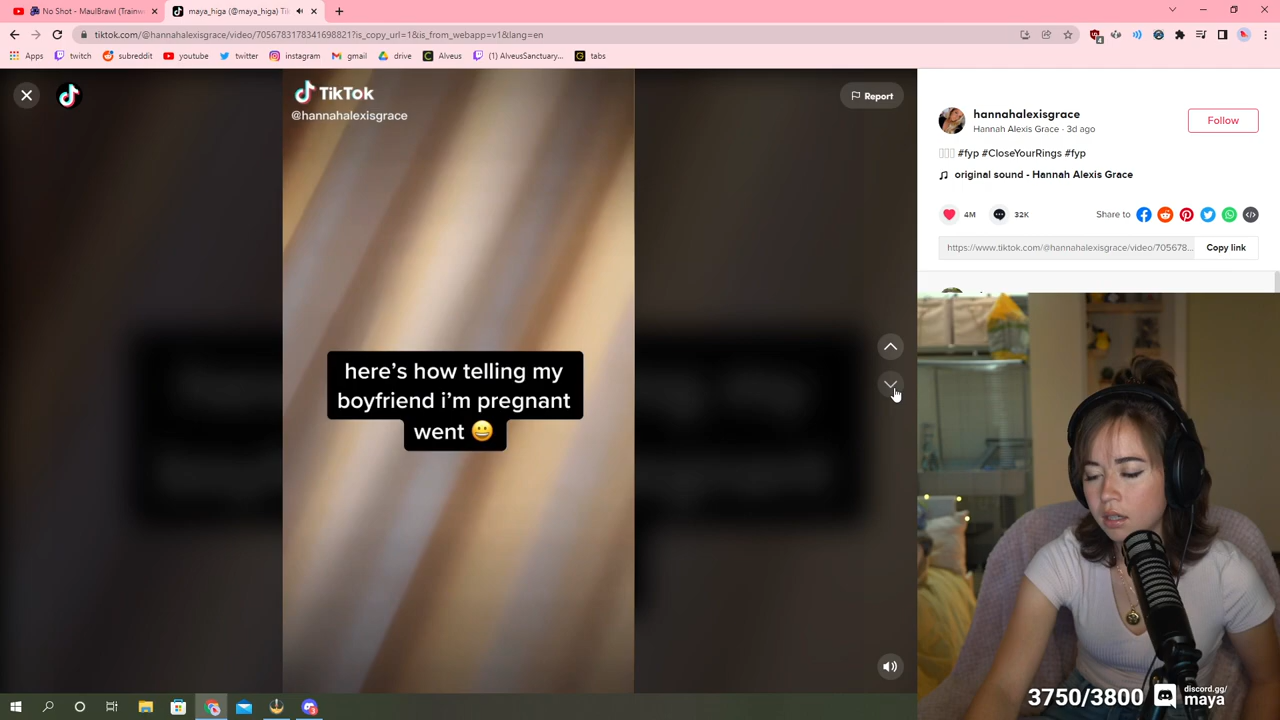 No Shot - MaulBrawl (Trainw
maya_higa (@maya_higa) Ti
tiktok.com/@hannahalexisgrace/video/7056783178341698821?is_copy_url=1&is_from_webapp=v1&lang=en
Apps
twitch
subreddit
youtube
twitter
instagram
gmail
drive
Alveus
(1) AlveusSanctuary...
tabs
TikTok
@hannahalexisgrace
Report
here's how telling my
boyfriend i'm pregnant
went 😀
hannahalexisgrace
Hannah Alexis Grace · 3d ago
Follow
#fyp #CloseYourRings #fyp
original sound - Hannah Alexis Grace
4M
32K
Share to
https://www.tiktok.com/@hannahalexisgrace/video/705678...
Copy link
3750/3800
discord.gg/
maya